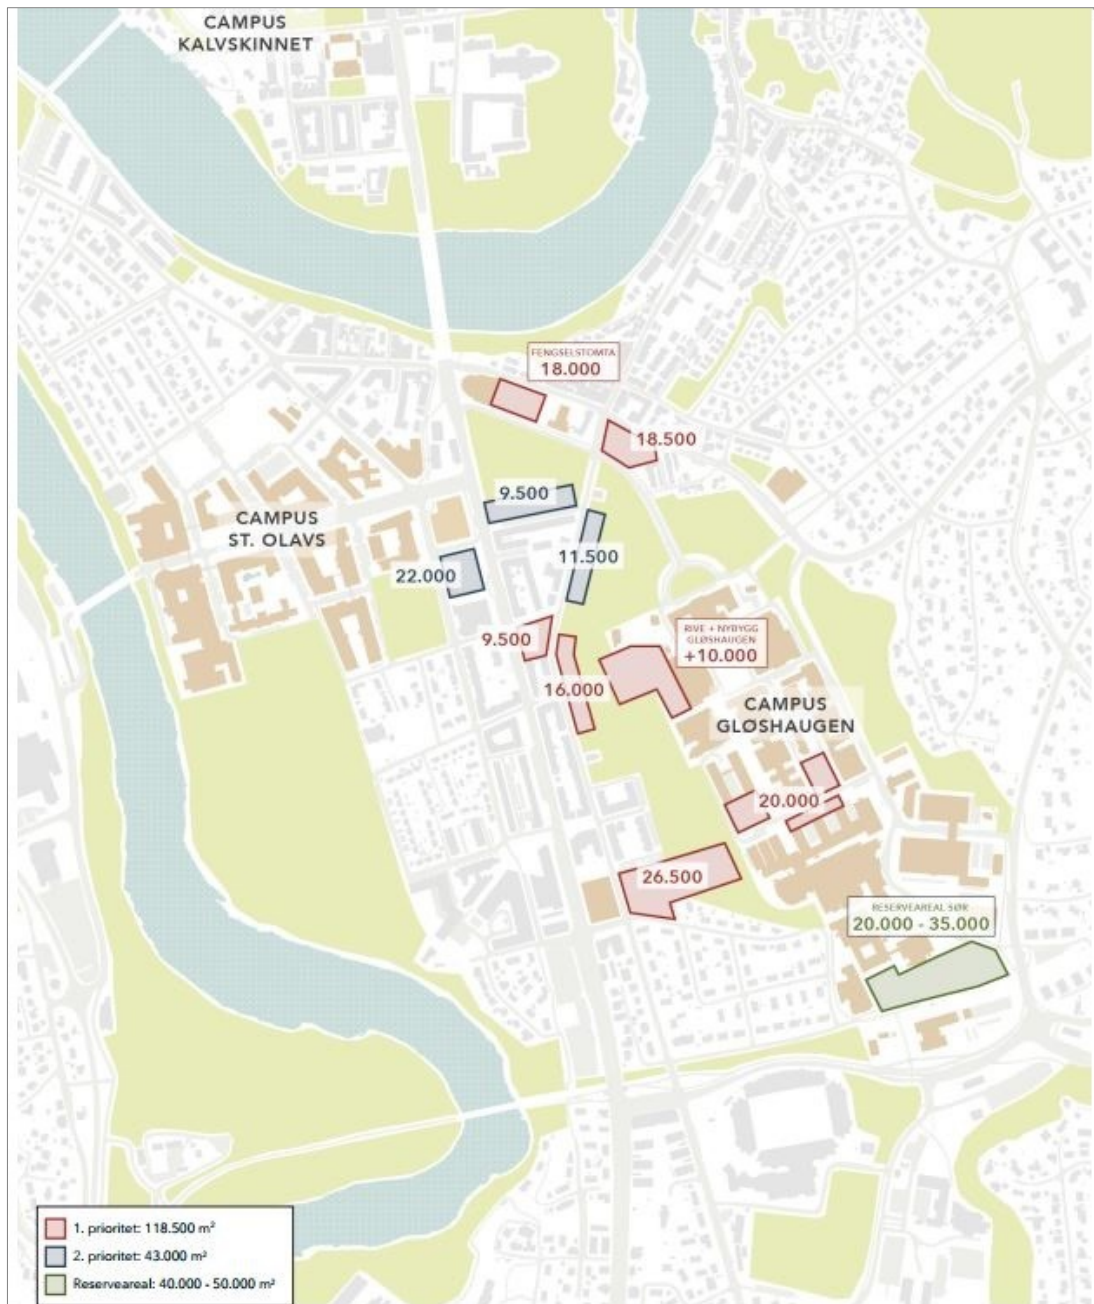 CAMPUS
KALVSKINNET
FENGSELSTOMTA
18.000
18.500
9.500
CAMPUS
ST. OLAVS
11.500
22.000
9.500
RIVE + NYBYGG
GLØSHAUGEN
+10.000
16.000
CAMPUS
GLØSHAUGEN
20.000
26.500
RESERVEAREAL SØR
20.000 - 35.000
1. prioritet: 118.500 m²
2. prioritet: 43.000 m²
Reserveareal: 40.000 - 50.000 m²